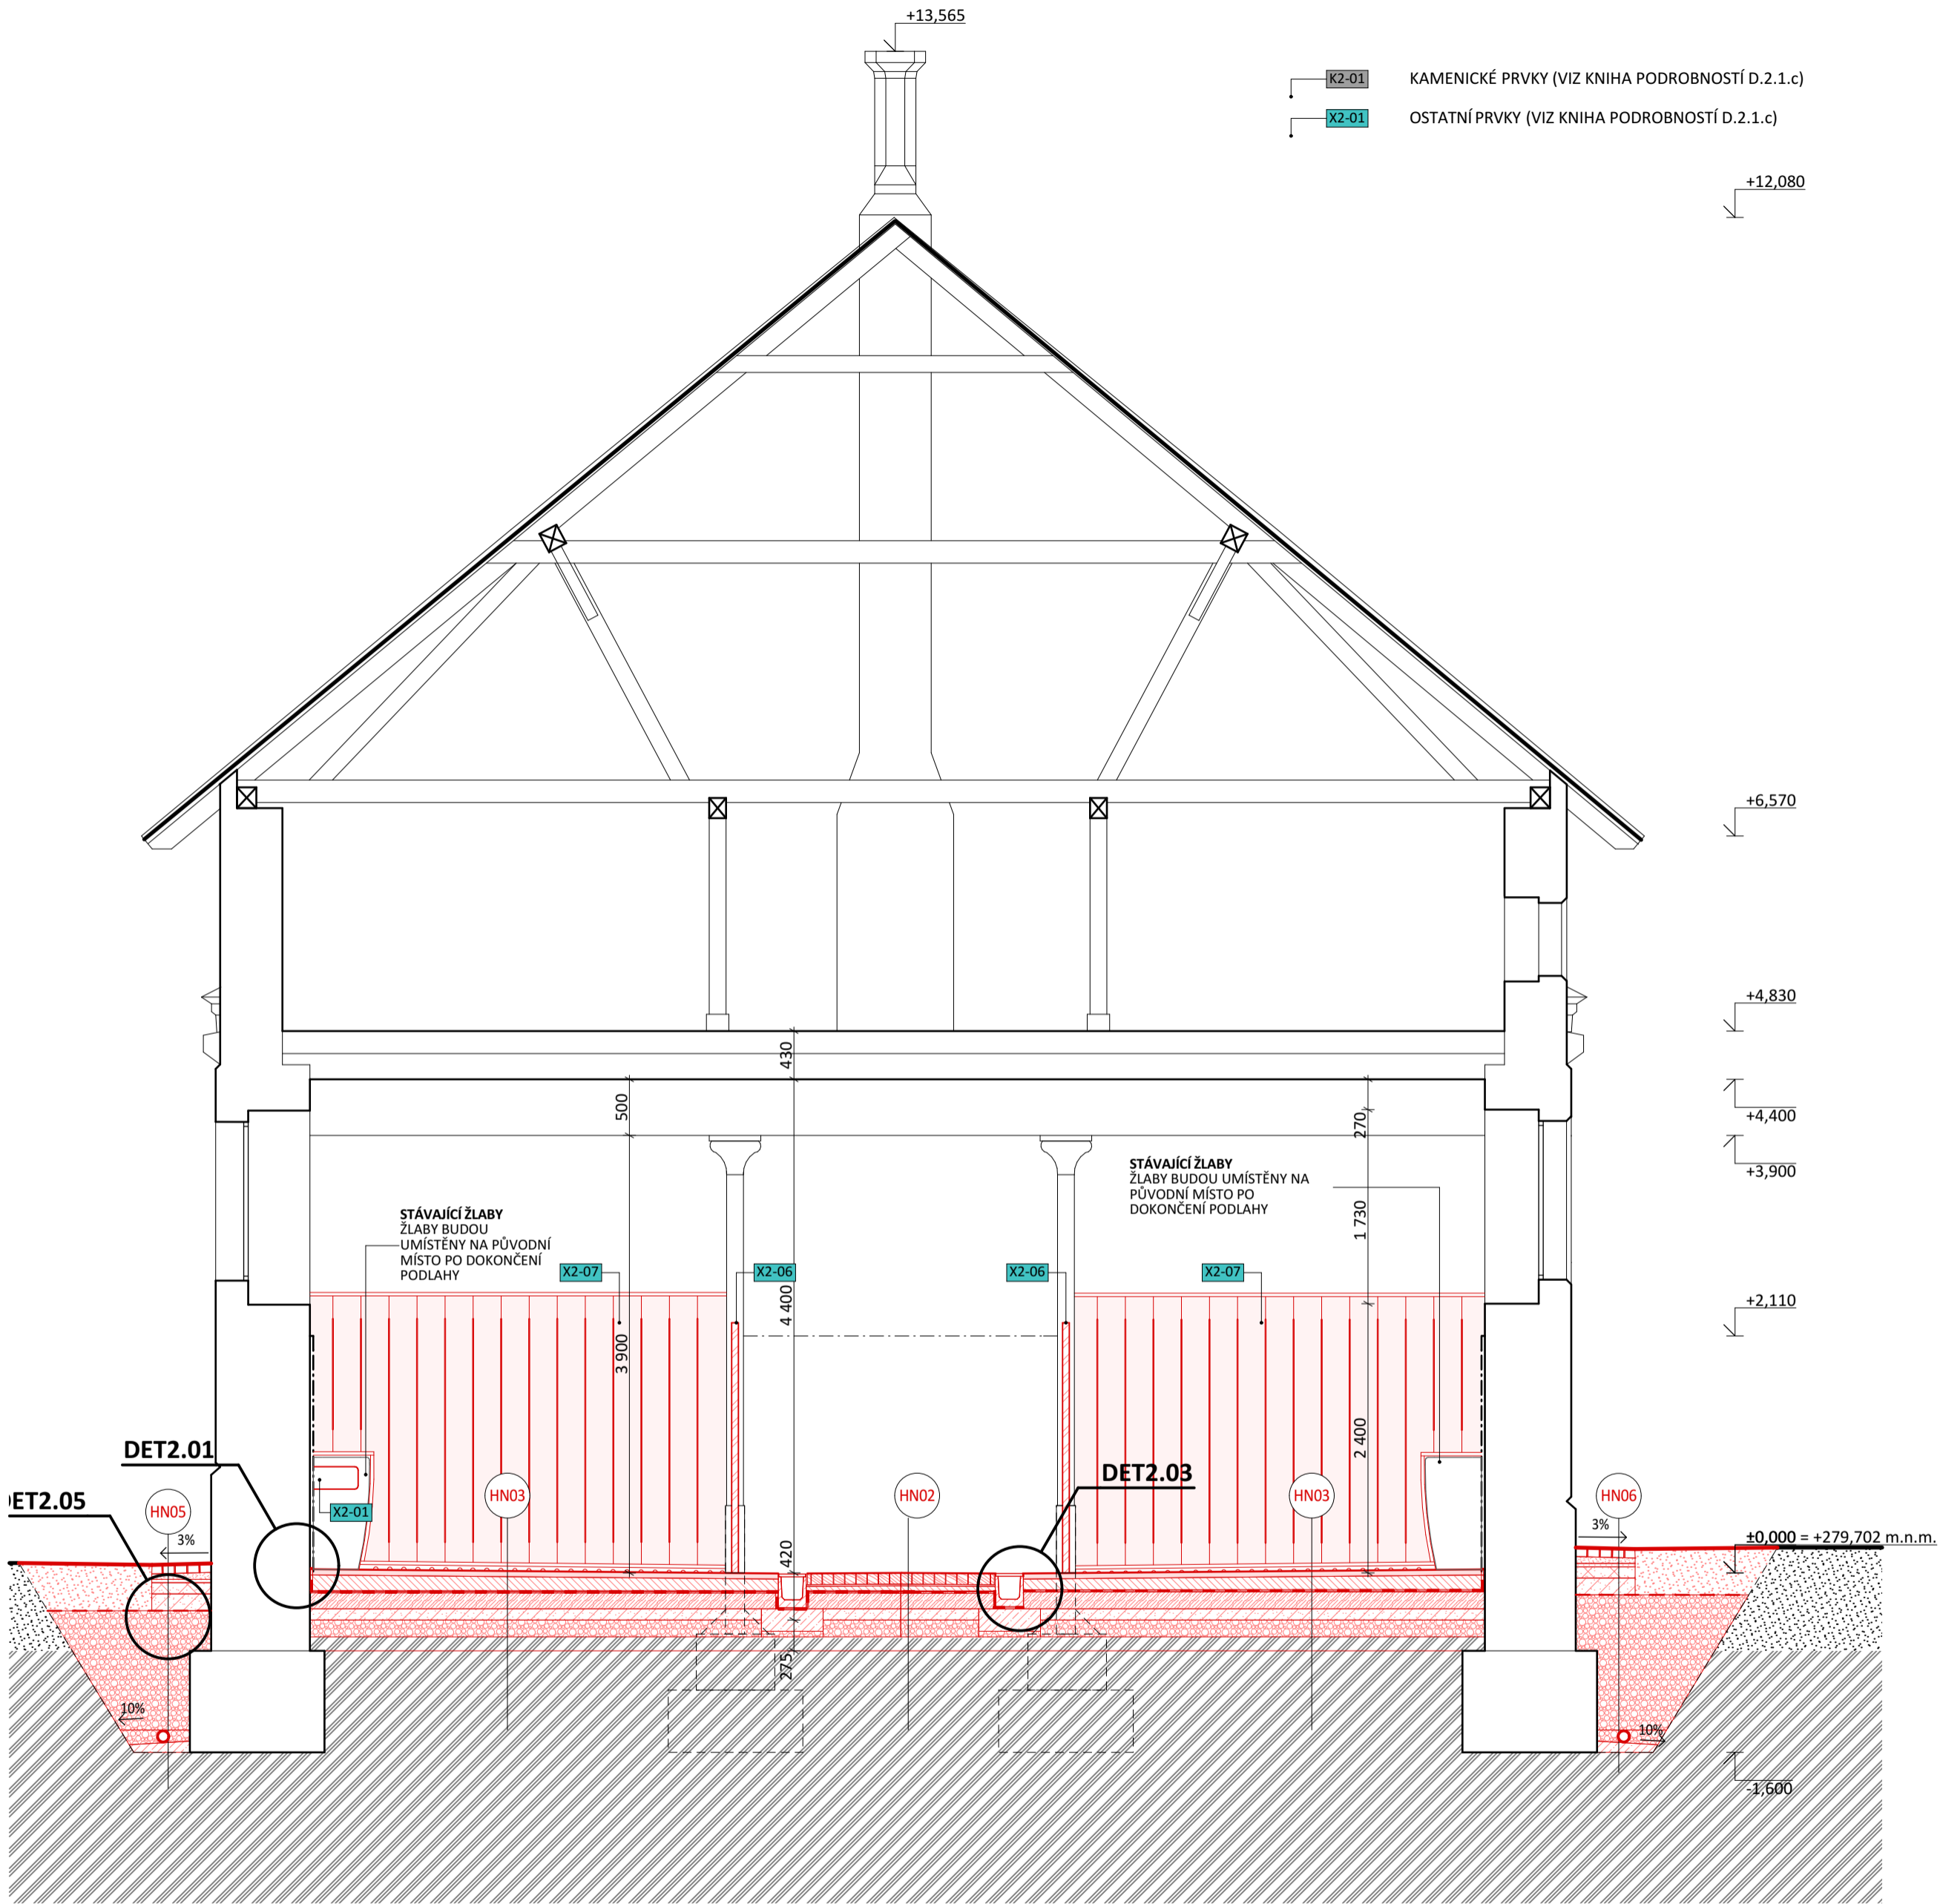 +13,565
K2-01 KAMENICKÉ PRVKY (VIZ KNIHA PODROBNOSTÍ D.2.1.c)
X2-01 OSTATNÍ PRVKY (VIZ KNIHA PODROBNOSTÍ D.2.1.c)
+12,080
+6,570
+4,830
430
500
270
+4,400
+3,900
STÁVAJÍCÍ ŽLABY
ŽLABY BUDOU UMÍSTĚNY NA
PŮVODNÍ MÍSTO PO
DOKONČENÍ PODLAHY
STÁVAJÍCÍ ŽLABY
ŽLABY BUDOU
UMÍSTĚNY NA PŮVODNÍ
MÍSTO PO DOKONČENÍ
PODLAHY
1 730
X2-07
X2-06
X2-06
X2-07
4 400
+2,110
3 900
2 400
DET2.01
DET2.03
ET2.05
HN05
HN03
HN02
HN03
HN06
X2-01
3%
3%
±0,000 = +279,702 m.n.m.
420
275
10%
10%
-1,600